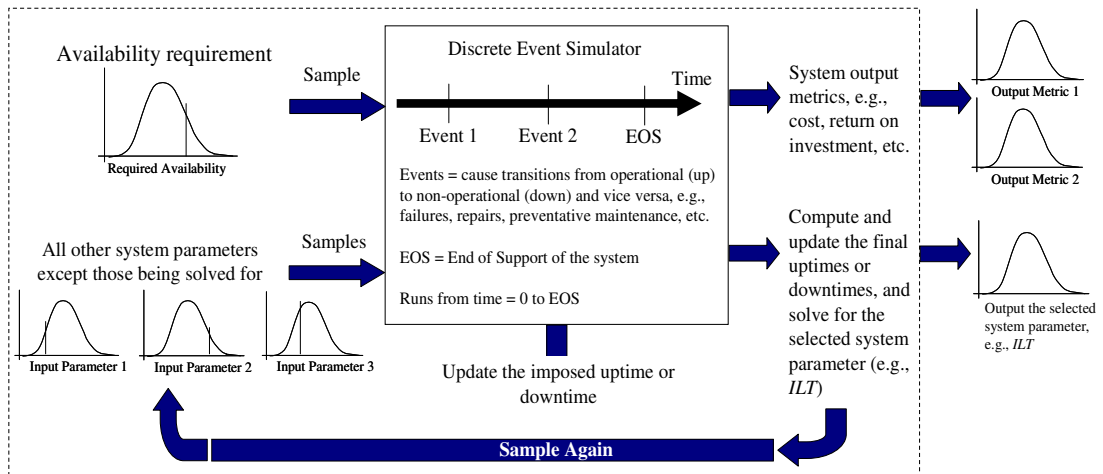 Availability requirement
Required Availability
Sample
All other system parameters
except those being solved for
Input Parameter 1
Input Parameter 2
Input Parameter 3
Samples
Discrete Event Simulator
Time
Event 1
Event 2
EOS
Events = cause transitions from operational (up)
to non-operational (down) and vice versa, e.g.,
failures, repairs, preventative maintenance, etc.
EOS = End of Support of the system
Runs from time = 0 to EOS
Update the imposed uptime or
downtime
System output
metrics, e.g.,
cost, return on
investment, etc.
Output Metric 1
Output Metric 2
Compute and
update the final
uptimes or
downtimes, and
solve for the
selected system
parameter (e.g.,
ILT)
Output the selected
system parameter,
e.g., ILT
Sample Again